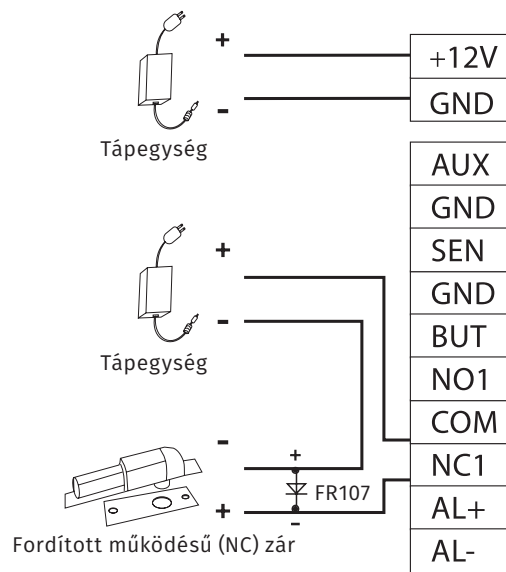 +
-
Tápegység
+12V
GND
AUX
GND
SEN
GND
BUT
NO1
COM
NC1
AL+
AL-
+
-
Tápegység
-
+
+
FR107
-
Fordított működésű (NC) zár